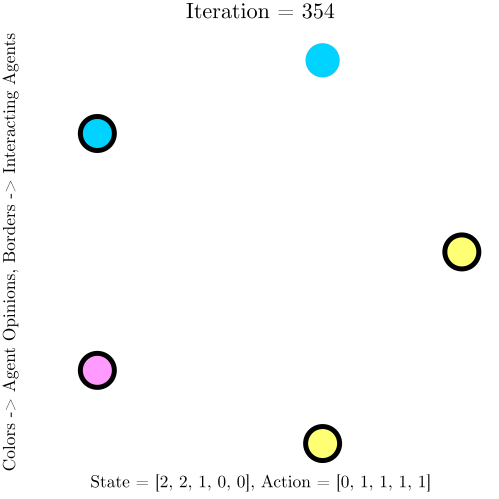 Iteration = 354
Colors -> Agent Opinions, Borders -> Interacting Agents
State = [2, 2, 1, 0, 0], Action = [0, 1, 1, 1, 1]